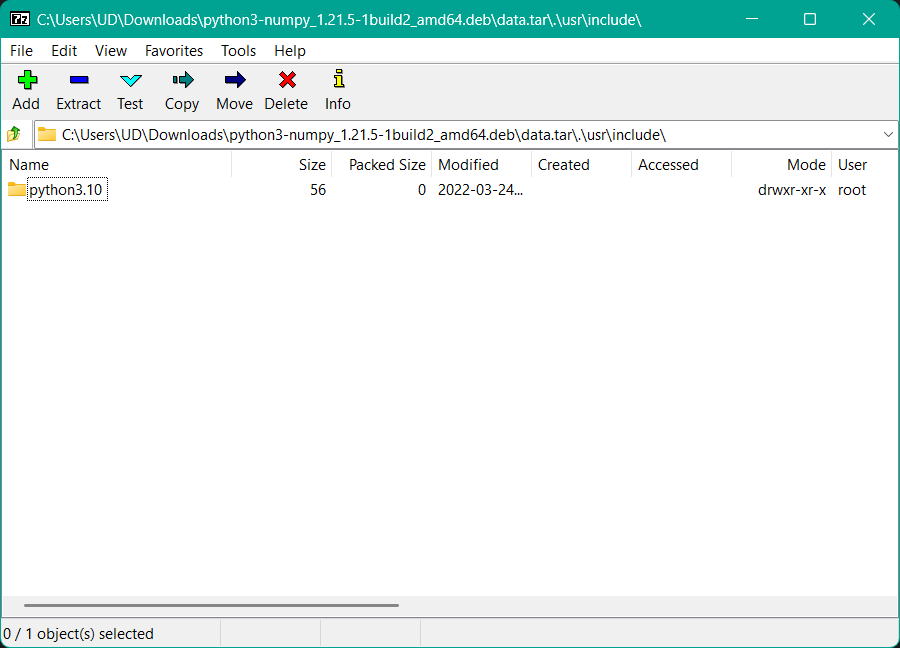 C:\Users\UD\Downloads\python3-numpy_1.21.5-1build2_amd64.deb\data.tar\.\usr\include\
File Edit View Favorites Tools Help
Add Extract Test Copy Move Delete Info
C:\Users\UD\Downloads\python3-numpy_1.21.5-1build2_amd64.deb\data.tar\.\usr\include\
Name Size Packed Size Modified Created Accessed Mode User
python3.10 56 0 2022-03-24... drwxr-xr-x root
0 / 1 object(s) selected